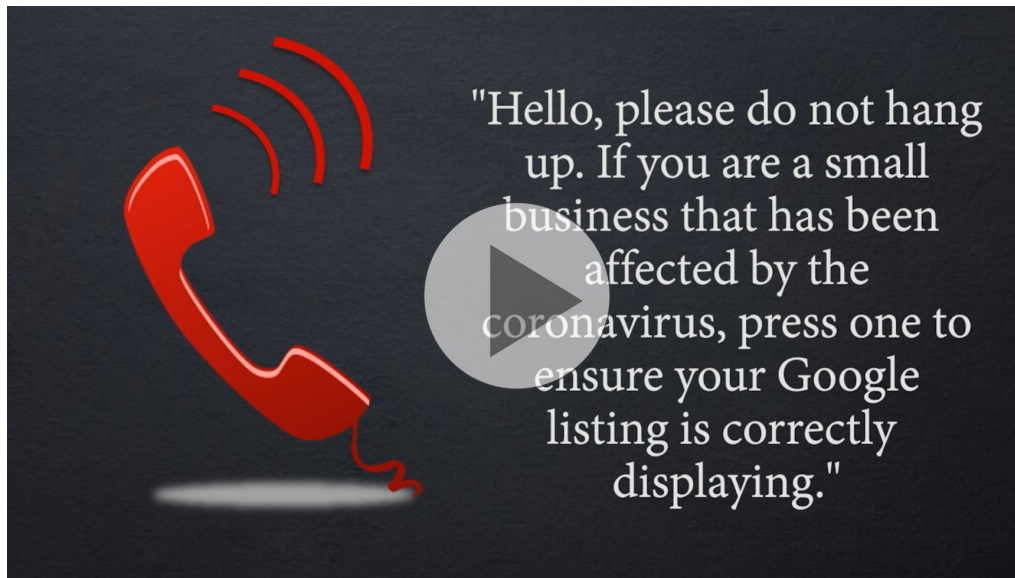 "Hello, please do not hang
up. If you are a small
business that has been
affected by the
coronavirus, press one to
ensure your Google
listing is correctly
displaying."